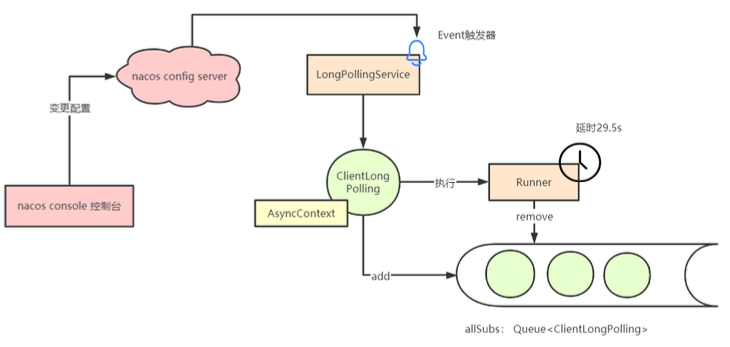 Event触发器
nacos config server
LongPollingService
变更配置
延时29.5s
ClientLong
Polling
执行
Runner
nacos console 控制台
AsyncContext
remove
add
allSubs： Queue<ClientLongPolling>